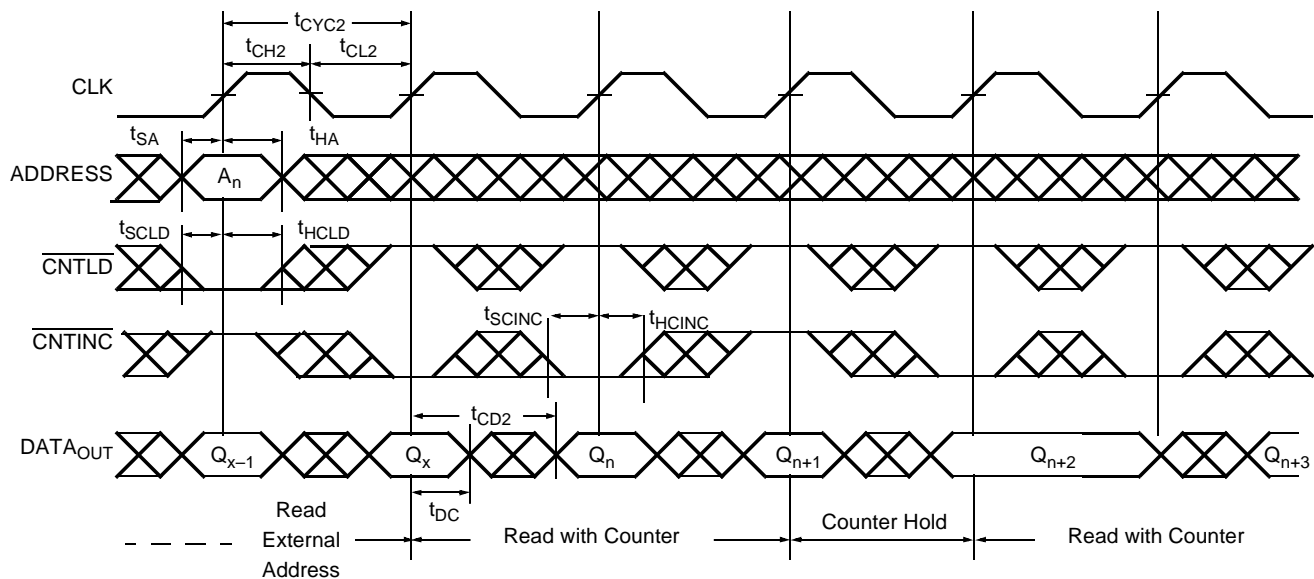 tCYC2
tCH2 tCL2
CLK
tSA tHA
ADDRESS An
tSCLD tHCLD
CNTLD
tSCINC tHCINC
CNTINC
tCD2
DATAOUT Qx–1 Qx Qn Qn+1 Qn+2 Qn+3
tDC
Read
External
Address
Read with Counter
Counter Hold
Read with Counter